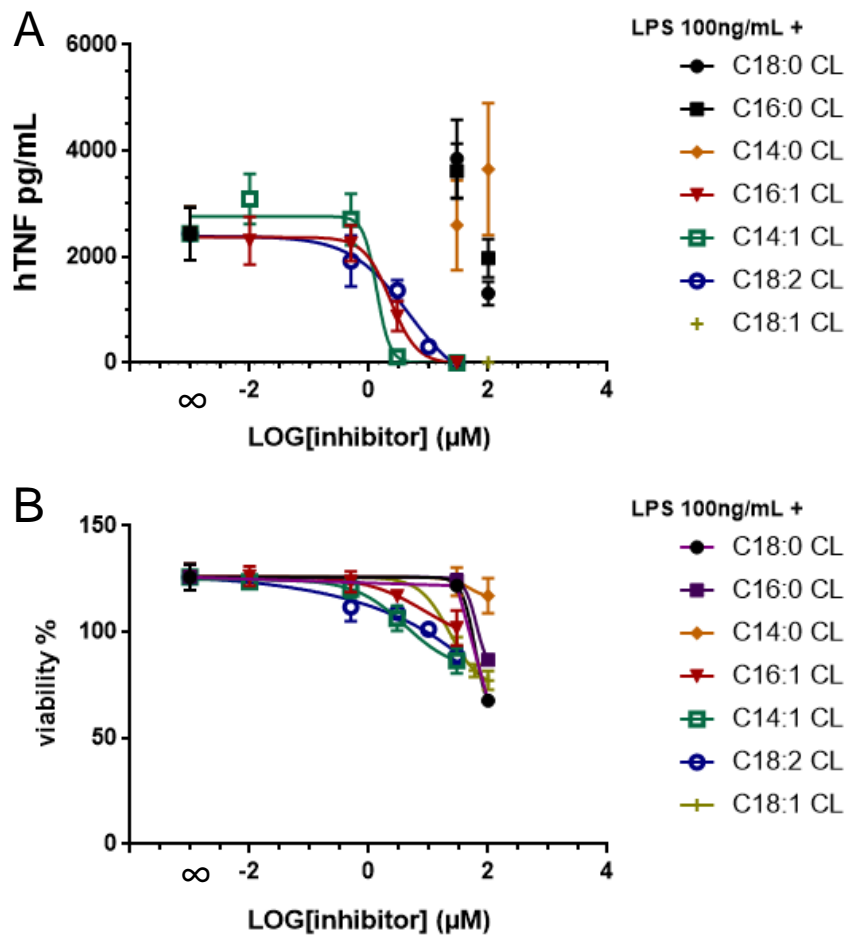 A
LPS 100ng/mL +
6000
4000
2000
0
hTNF pg/mL
∞
-2
0
2
4
LOG[inhibitor] (µM)
C18:0 CL
C16:0 CL
C14:0 CL
C16:1 CL
C14:1 CL
C18:2 CL
C18:1 CL
B
LPS 100ng/mL +
150
100
50
0
viability %
∞
-2
0
2
4
LOG[inhibitor] (µM)
C18:0 CL
C16:0 CL
C14:0 CL
C16:1 CL
C14:1 CL
C18:2 CL
C18:1 CL